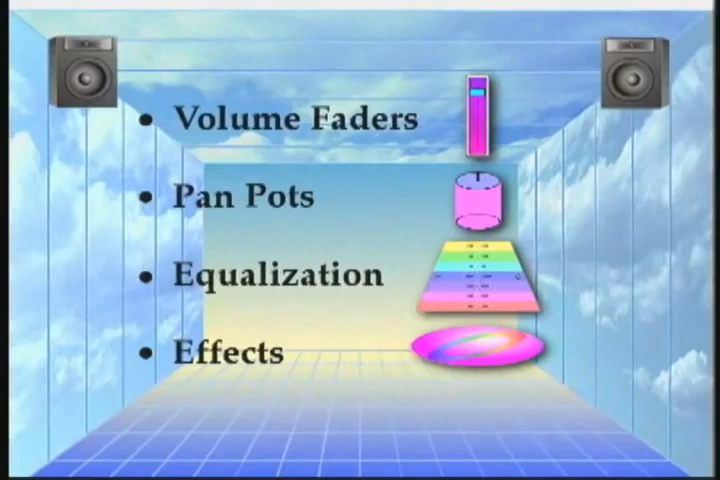 • Volume Faders
• Pan Pots
• Equalization
• Effects